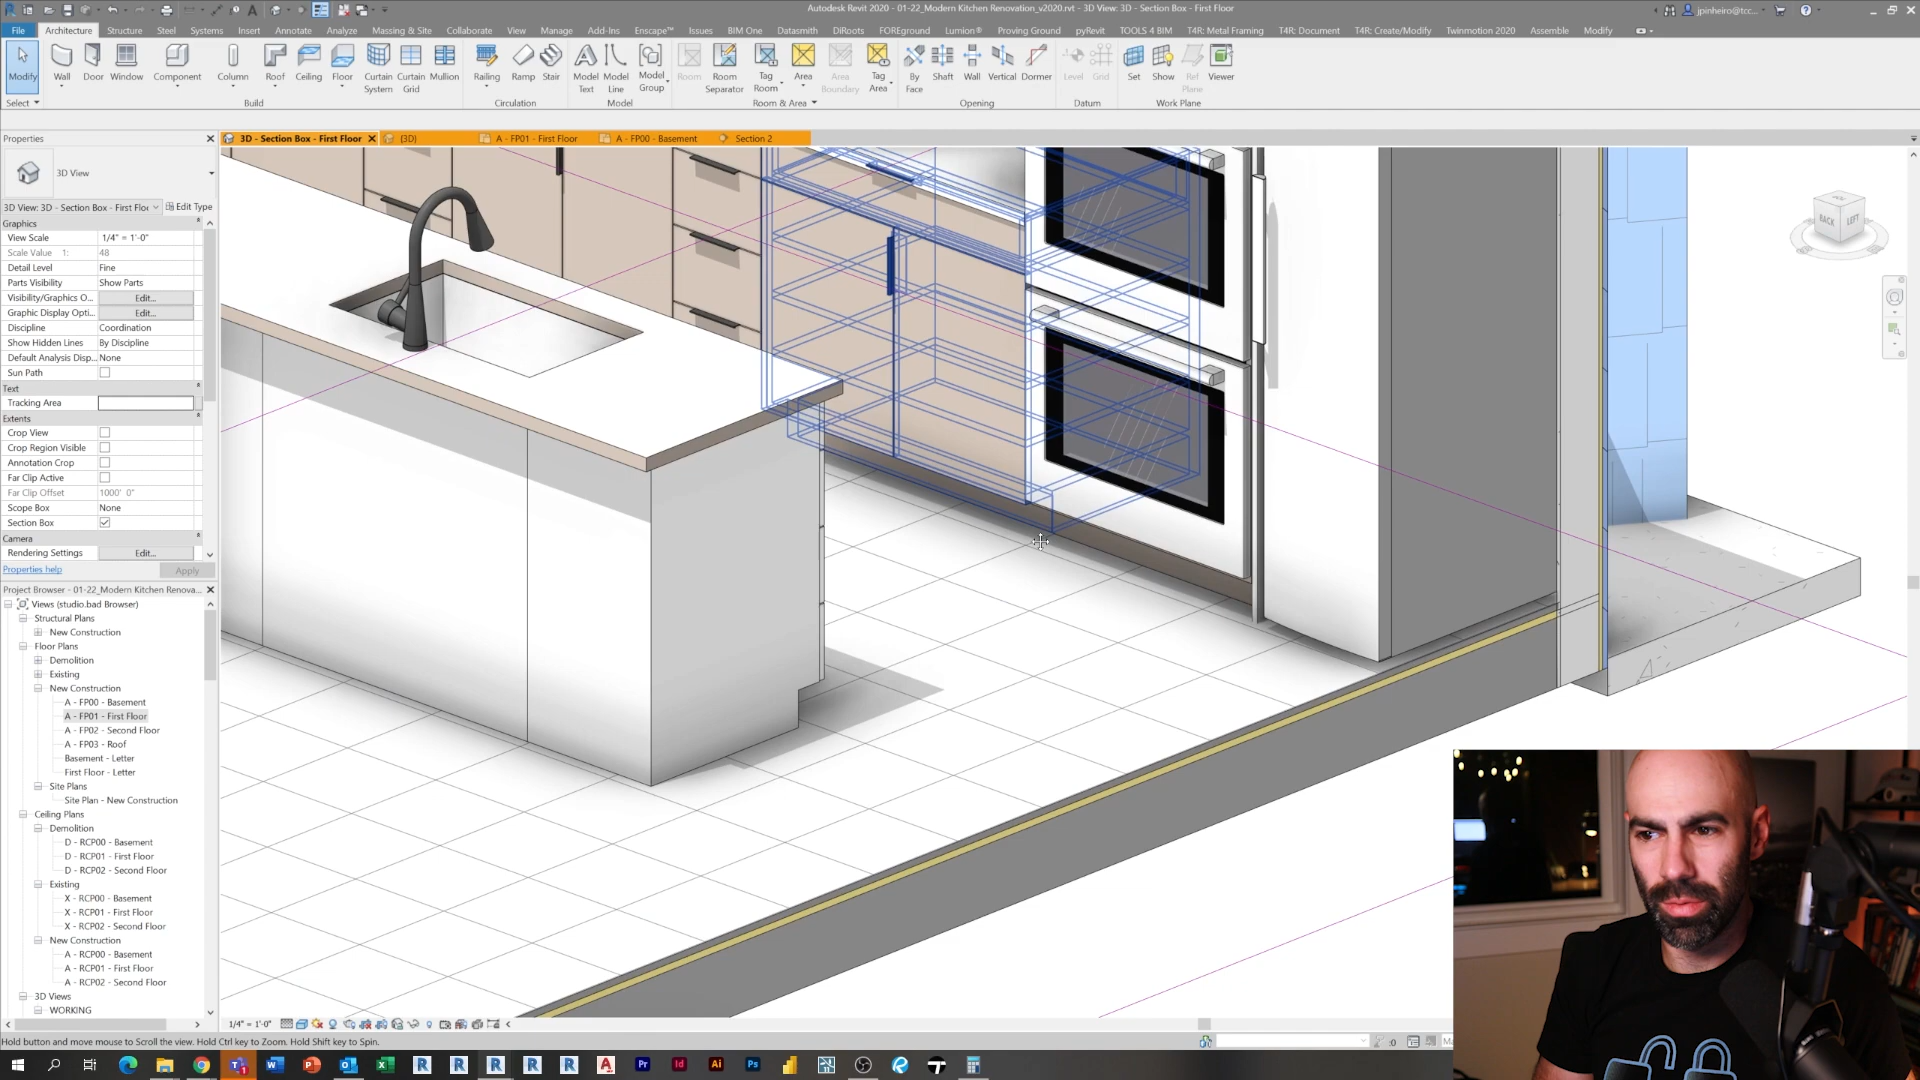 Autodesk Revit 2020 - 01-22_Modern Kitchen Renovation_v2020.rvt - 3D View: 3D - Section Box - First Floor
jpinheiro@tcc...
File Architecture Structure Steel Systems Insert Annotate Analyze Massing & Site Collaborate View Manage Add-Ins Enscape™ Issues BIM One Datasmith DiRoots FOREground Lumion® Proving Ground pyRevit TOOLS 4 BIM T4R: Metal Framing T4R: Document T4R: Create/Modify Twinmotion 2020 Assemble Modify
Modify Wall Door Window Component Column Roof Ceiling Floor Curtain System Curtain Grid Mullion Railing Ramp Stair Model Text Model Line Model Group Room Room Separator Tag Room Area Area Boundary Tag Area By Face Shaft Wall Vertical Dormer Level Grid Set Show Ref Plane Viewer
Select Build Circulation Model Room & Area Opening Datum Work Plane
Properties
3D - Section Box - First Floor (3D) A - FP01 - First Floor A - FP00 - Basement Section 2
3D View
3D View: 3D - Section Box - First Floo Edit Type
Graphics
View Scale 1/4" = 1'-0"
Scale Value 1: 48
Detail Level Fine
Parts Visibility Show Parts
Visibility/Graphics O... Edit...
Graphic Display Opti... Edit...
Discipline Coordination
Show Hidden Lines By Discipline
Default Analysis Disp... None
Sun Path
Text
Tracking Area
Extents
Crop View
Crop Region Visible
Annotation Crop
Far Clip Active
Far Clip Offset 1000' 0"
Scope Box None
Section Box
Camera
Rendering Settings Edit...
Properties help Apply
Project Browser - 01-22_Modern Kitchen Renova...
Views (studio.bad Browser)
Structural Plans
New Construction
Floor Plans
Demolition
Existing
New Construction
A - FP00 - Basement
A - FP01 - First Floor
A - FP02 - Second Floor
A - FP03 - Roof
Basement - Letter
First Floor - Letter
Site Plans
Site Plan - New Construction
Ceiling Plans
Demolition
D - RCP00 - Basement
D - RCP01 - First Floor
D - RCP02 - Second Floor
Existing
X - RCP00 - Basement
X - RCP01 - First Floor
X - RCP02 - Second Floor
New Construction
A - RCP00 - Basement
A - RCP01 - First Floor
A - RCP02 - Second Floor
3D Views
WORKING
BACK LEFT
1/4" = 1'-0"
Hold button and move mouse to Scroll the view. Hold Ctrl key to Zoom. Hold Shift key to Spin.
:0